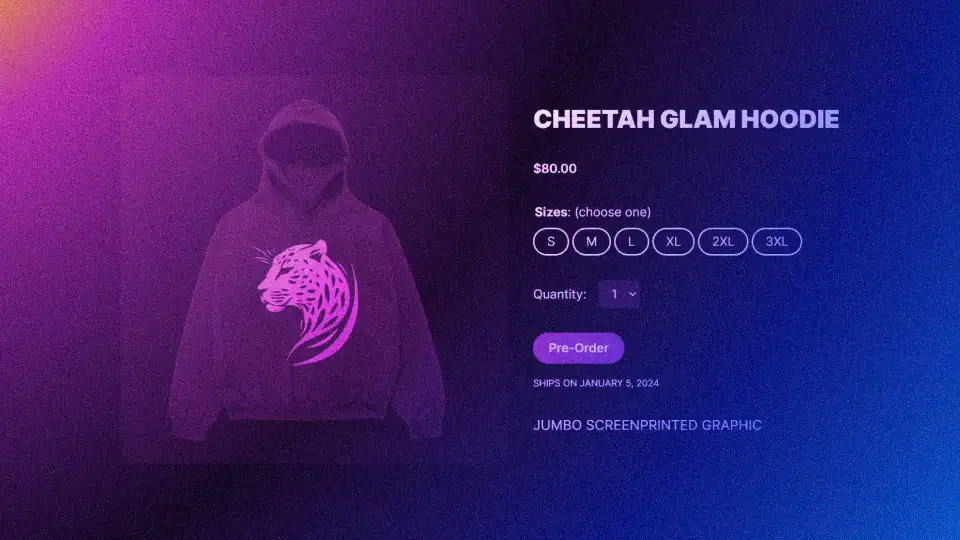 CHEETAH GLAM HOODIE
$80.00
Sizes: (choose one)
S M L XL 2XL 3XL
Quantity: 1
Pre-Order
SHIPS ON JANUARY 5, 2024
JUMBO SCREENPRINTED GRAPHIC